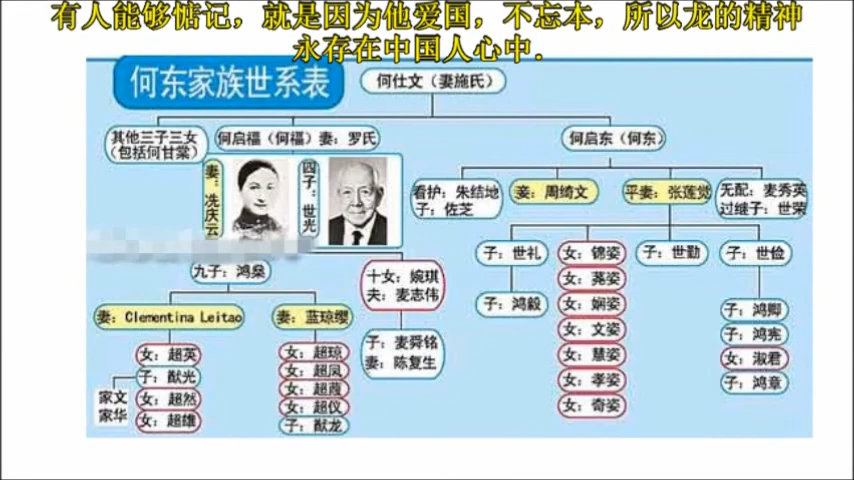 有人能够惦记，就是因为他爱国，不忘本，所以龙的精神
永存在中国人心中.
何东家族世系表
何仕文（妻施氏）
其他三子三女
（包括何甘棠）
何启福（何福）妻：罗氏
何启东（何东）
妻：冼庆云
四子：世光
看护：朱结地
子：佐芝
妾：周绮文
平妻：张莲觉
无配：麦秀英
过继子：世荣
九子：鸿燊
十女：婉琪
夫：麦志伟
子：世礼
女：锦姿
子：世勤
子：世俭
女：蕘姿
子：鸿毅
女：娴姿
女：文姿
女：慧姿
女：孝姿
女：奇姿
子：鸿卿
子：鸿宪
女：淑君
子：鸿章
妻：Clementina Leitao
妻：蓝琼缨
子：麦舜铭
妻：陈复生
女：超英
子：猷光
女：超然
女：超雄
家文
家华
女：超琼
女：超凤
女：超葭
女：超仪
子：猷龙